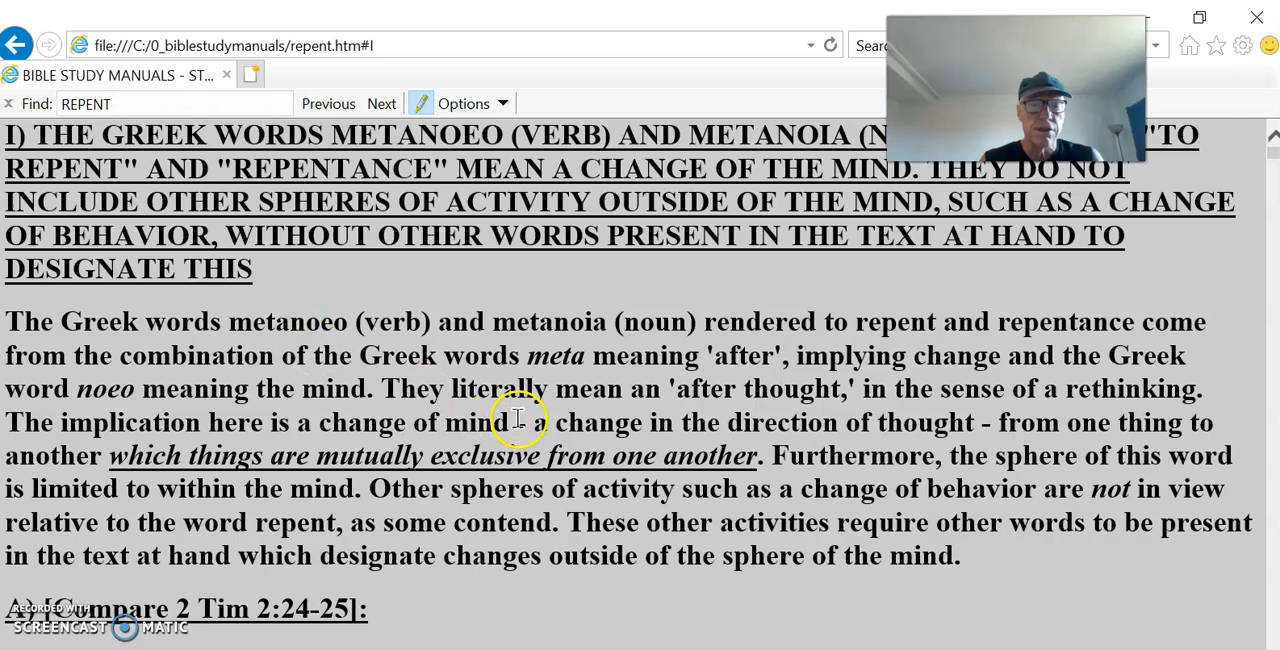 file:///C:/0_biblestudymanuals/repent.htm#I
Sear
BIBLE STUDY MANUALS - ST...
x Find: REPENT Previous Next Options
I) THE GREEK WORDS METANOEO (VERB) AND METANOIA (N "TO
REPENT" AND "REPENTANCE" MEAN A CHANGE OF THE MIND. THEY DO NOT
INCLUDE OTHER SPHERES OF ACTIVITY OUTSIDE OF THE MIND, SUCH AS A CHANGE
OF BEHAVIOR, WITHOUT OTHER WORDS PRESENT IN THE TEXT AT HAND TO
DESIGNATE THIS
The Greek words metanoeo (verb) and metanoia (noun) rendered to repent and repentance come
from the combination of the Greek words meta meaning 'after', implying change and the Greek
word noeo meaning the mind. They literally mean an 'after thought,' in the sense of a rethinking.
The implication here is a change of mind - a change in the direction of thought - from one thing to
another which things are mutually exclusive from one another. Furthermore, the sphere of this word
is limited to within the mind. Other spheres of activity such as a change of behavior are not in view
relative to the word repent, as some contend. These other activities require other words to be present
in the text at hand which designate changes outside of the sphere of the mind.
A) [Compare 2 Tim 2:24-25]:
RECORDED WITH
SCREENCAST MATIC